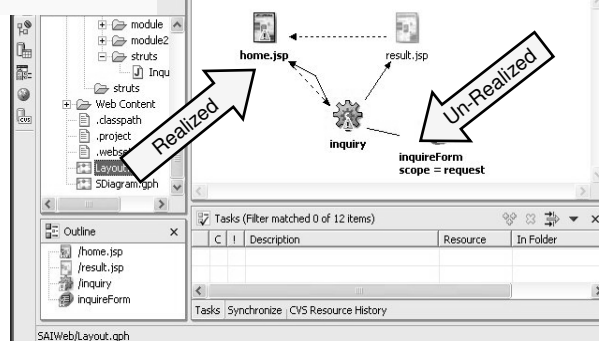 module
module2
struts
Inqu
struts
Web Content
.classpath
.project
.webse
Layout.
SDiagram.gph
cvs
home.jsp
result.jsp
inquiry
inquireForm
scope = request
Realized
Un-Realized
Outline
/home.jsp
/result.jsp
/inquiry
inquireForm
Tasks (Filter matched 0 of 12 items)
C ! Description Resource In Folder
Tasks Synchronize CVS Resource History
SAIWeb/Layout.gph